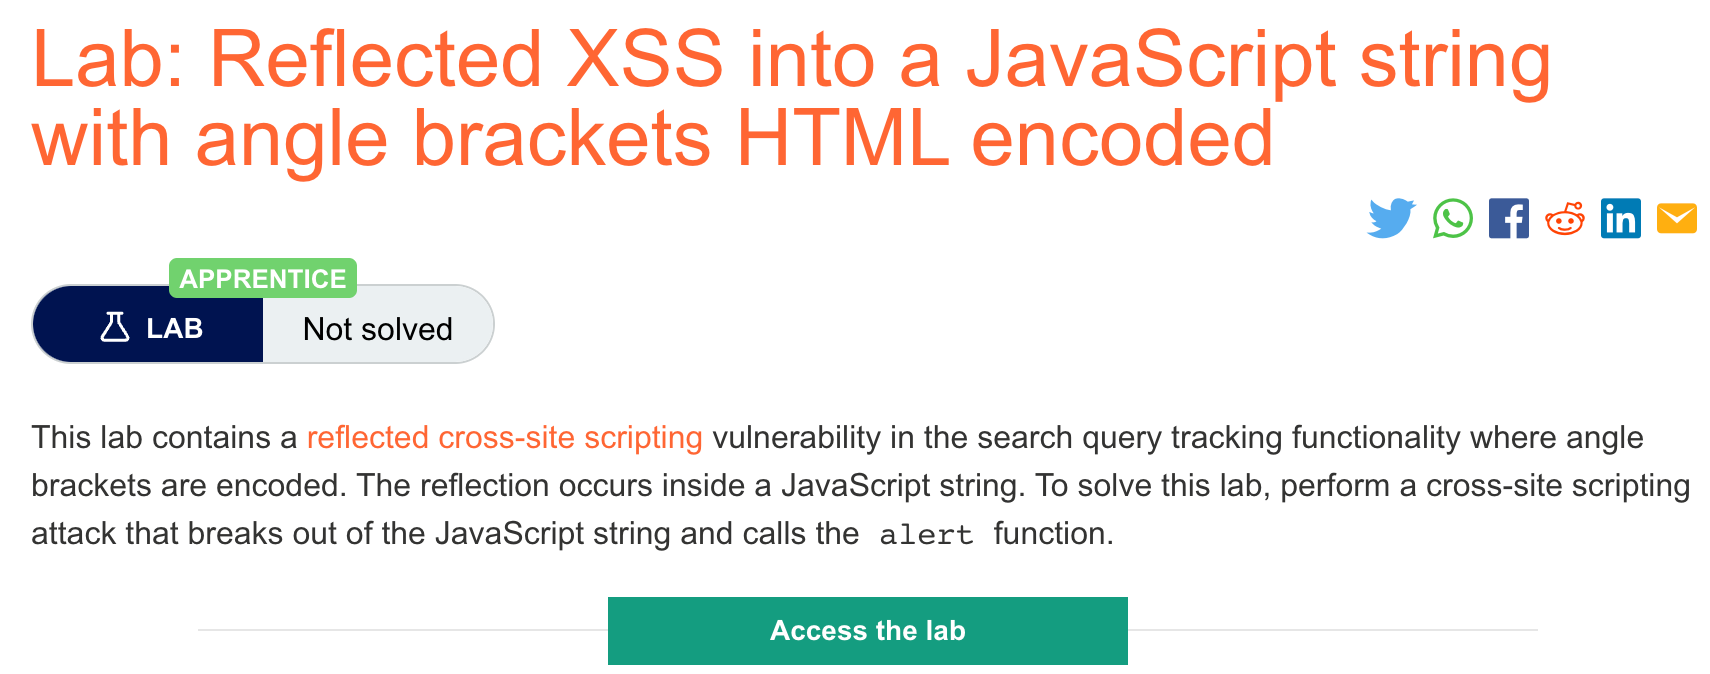 Lab: Reflected XSS into a JavaScript string
with angle brackets HTML encoded
APPRENTICE
LAB
Not solved
This lab contains a reflected cross-site scripting vulnerability in the search query tracking functionality where angle
brackets are encoded. The reflection occurs inside a JavaScript string. To solve this lab, perform a cross-site scripting
attack that breaks out of the JavaScript string and calls the alert function.
Access the lab